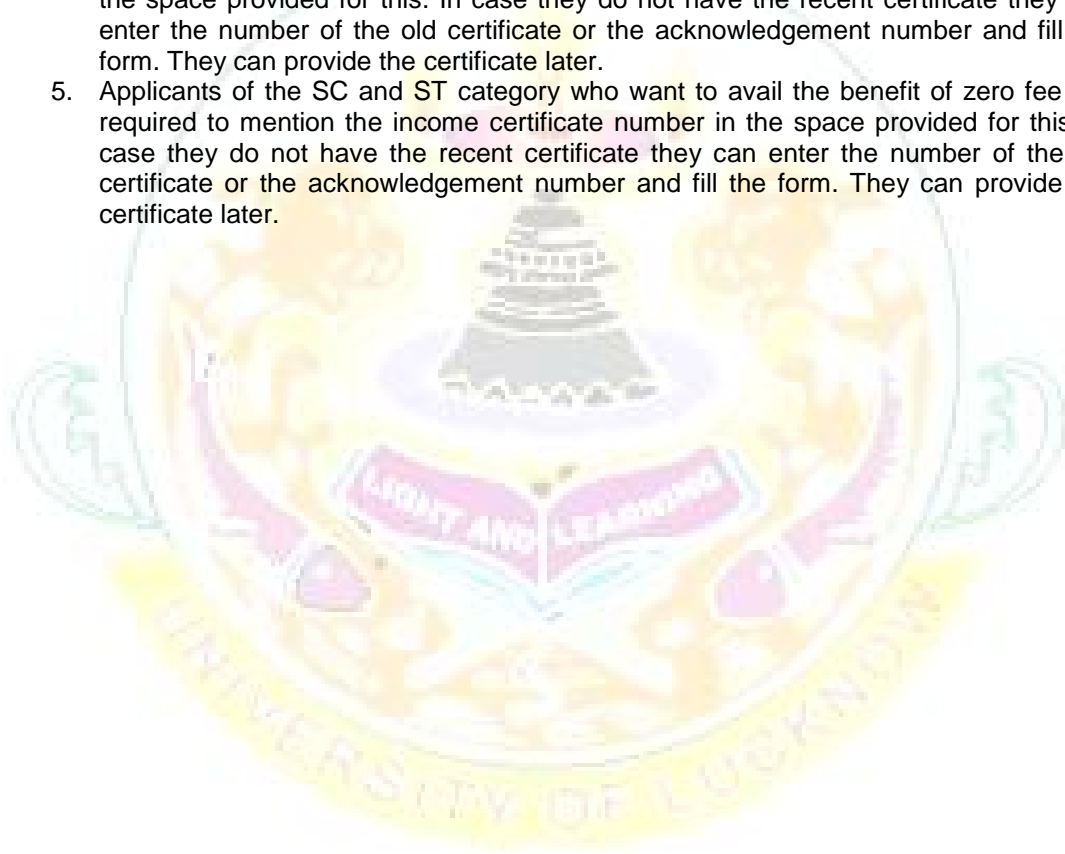 the space provided for this. In case they do not have the recent certificate they
enter the number of the old certificate or the acknowledgement number and fill
form. They can provide the certificate later.
5. Applicants of the SC and ST category who want to avail the benefit of zero fee
required to mention the income certificate number in the space provided for this
case they do not have the recent certificate they can enter the number of the
certificate or the acknowledgement number and fill the form. They can provide
certificate later.
LIGHT AND LEARNING
UNIVERSITY OF LUCKNOW